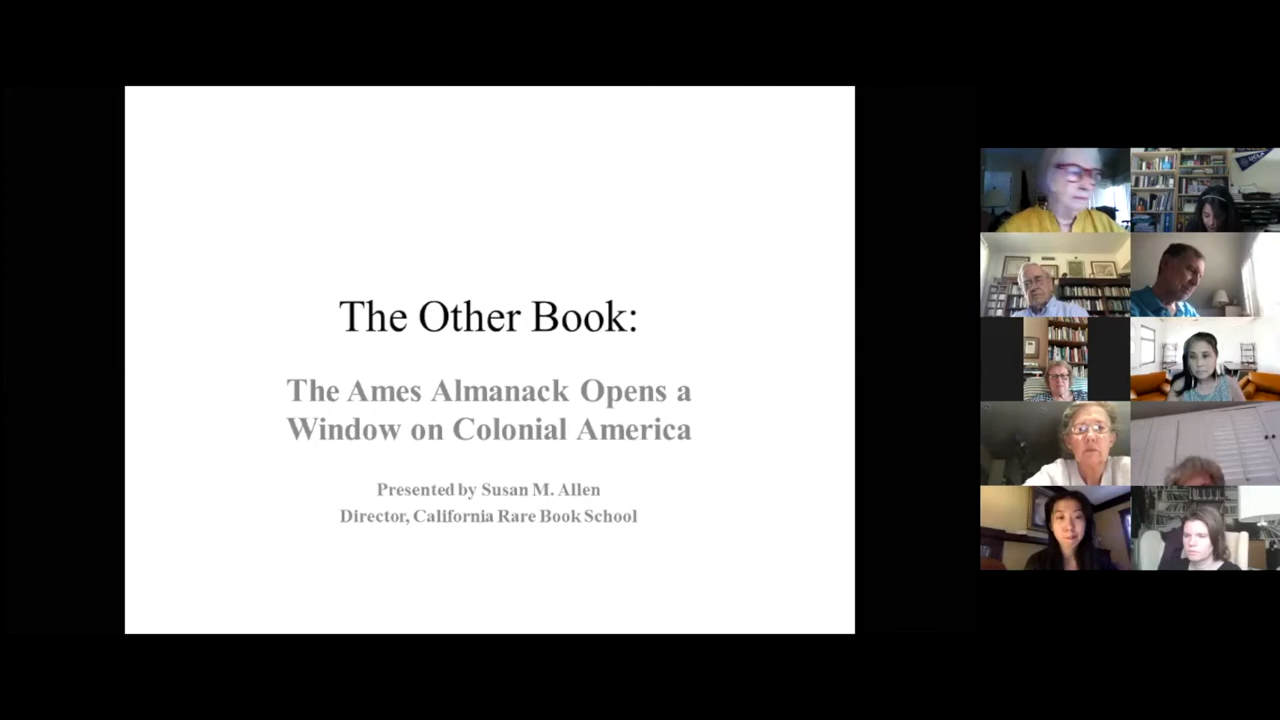 The Other Book:
The Ames Almanack Opens a
Window on Colonial America
Presented by Susan M. Allen
Director, California Rare Book School
UCLA